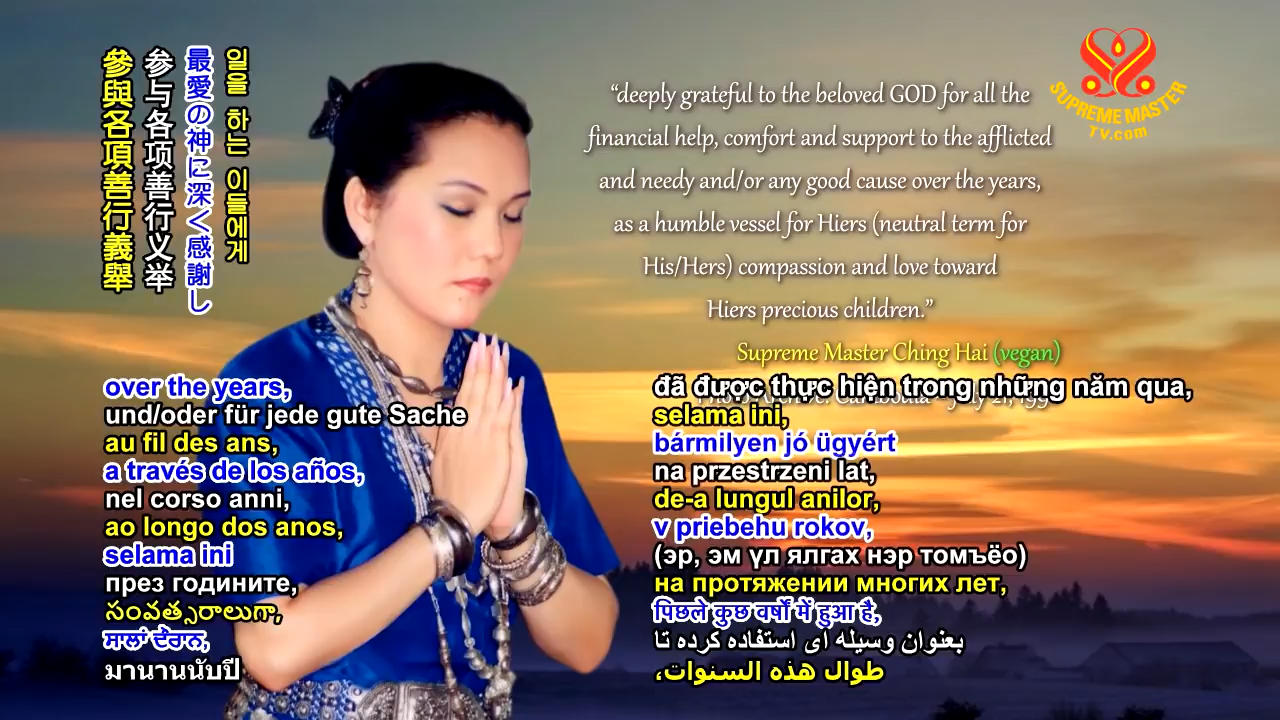 일을 하는 이들에게
最愛の神に深く感謝し
参与各项善行义举
參與各項善行義舉
“deeply grateful to the beloved GOD for all the
financial help, comfort and support to the afflicted
and needy and/or any good cause over the years,
as a humble vessel for Hiers (neutral term for
His/Hers) compassion and love toward
Hiers precious children.”
Supreme Master Ching Hai (vegan)
SUPREME MASTER
TV.com
over the years,
und/oder für jede gute Sache
au fil des ans,
a través de los años,
nel corso anni,
ao longo dos anos,
selama ini
през годините,
సంవత్సరాలుగా,
ਸਾਲਾਂ ਦੌਰਾਨ,
มานานนับปี
đã được thực hiện trong những năm qua,
selama ini,
bármilyen jó ügyért
na przestrzeni lat,
de-a lungul anilor,
v priebehu rokov,
(эр, эм үл ялгах нэр томъёо)
на протяжении многих лет,
पिछले कुछ वर्षों में हुआ है,
بعنوان وسیله ای استفاده کرده تا
طوال هذه السنوات،